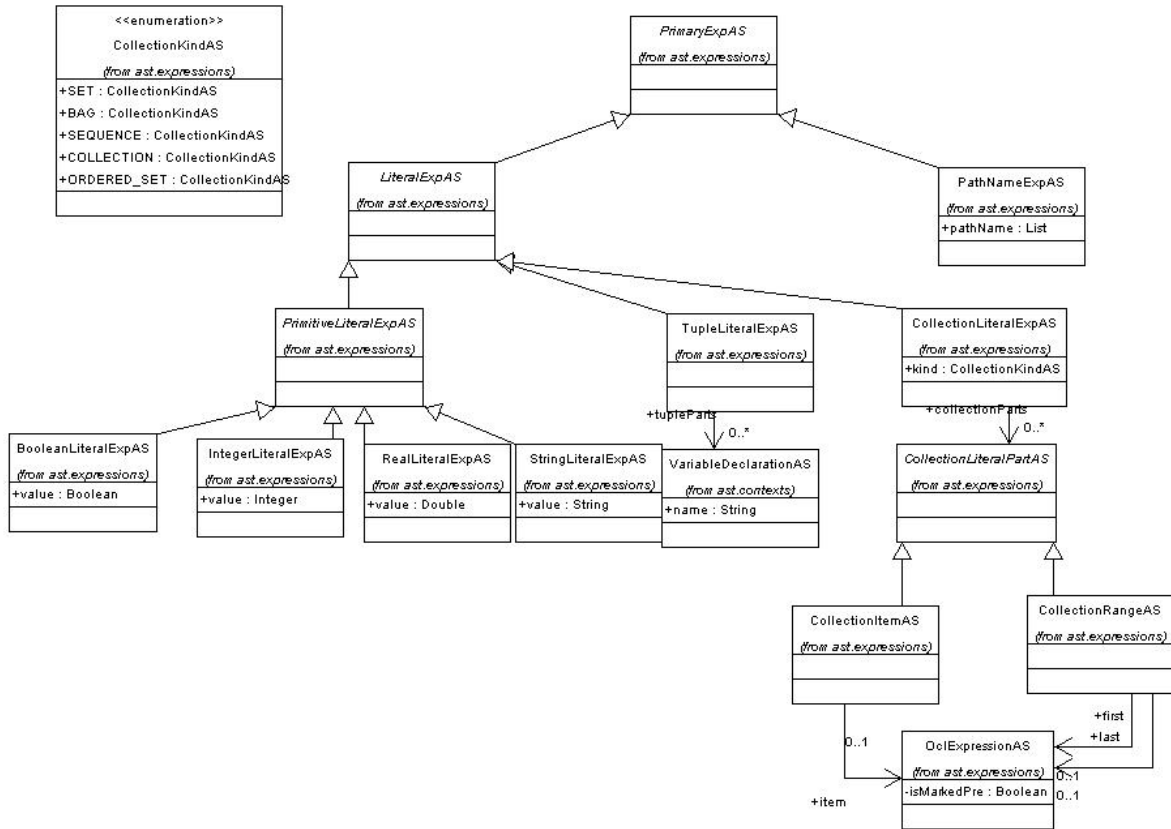 <<enumeration>>
CollectionKindAS
(from ast.expressions)
+SET : CollectionKindAS
+BAG : CollectionKindAS
+SEQUENCE : CollectionKindAS
+COLLECTION : CollectionKindAS
+ORDERED_SET : CollectionKindAS
PrimaryExpAS
(from ast.expressions)
LiteralExpAS
(from ast.expressions)
PathNameExpAS
(from ast.expressions)
+pathName : List
PrimitiveLiteralExpAS
(from ast.expressions)
TupleLiteralExpAS
(from ast.expressions)
CollectionLiteralExpAS
(from ast.expressions)
+kind : CollectionKindAS
+tupleParts
0..*
+collectionParts
0..*
BooleanLiteralExpAS
(from ast.expressions)
+value : Boolean
IntegerLiteralExpAS
(from ast.expressions)
+value : Integer
RealLiteralExpAS
(from ast.expressions)
+value : Double
StringLiteralExpAS
(from ast.expressions)
+value : String
VariableDeclarationAS
(from ast.contexts)
+name : String
CollectionLiteralPartAS
(from ast.expressions)
CollectionItemAS
(from ast.expressions)
CollectionRangeAS
(from ast.expressions)
+first
+last
0..1
+item
OclExpressionAS
(from ast.expressions)
-isMarkedPre : Boolean
0..1
0..1